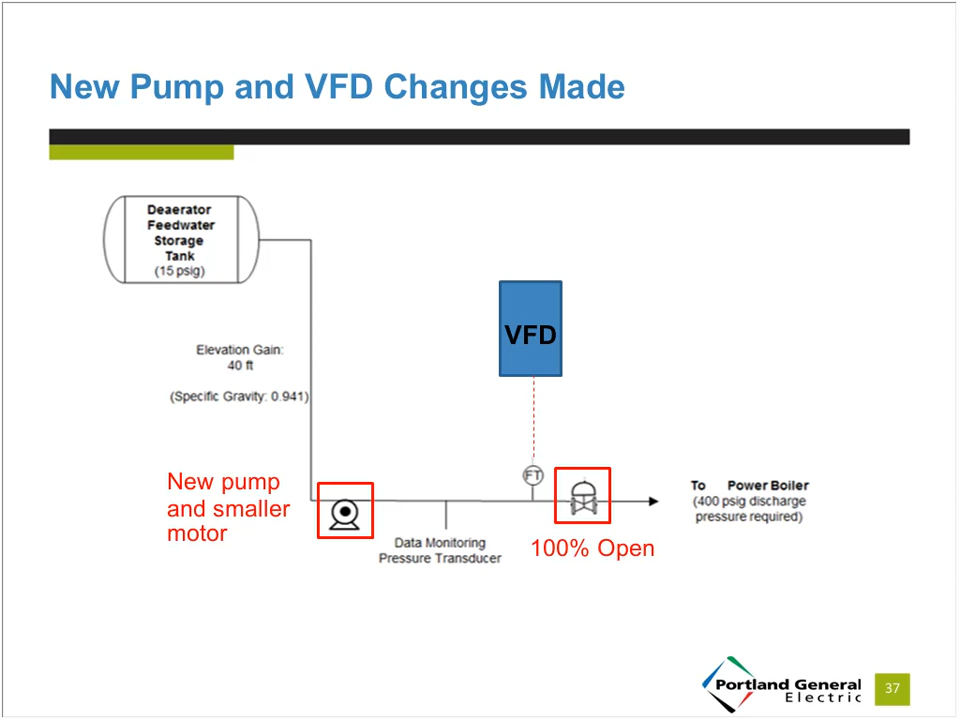 New Pump and VFD Changes Made
Deaerator
Feedwater
Storage
Tank
(15 psig)
VFD
Elevation Gain:
40 ft
(Specific Gravity: 0.941)
New pump
and smaller
motor
FT
Data Monitoring
Pressure Transducer
100% Open
To Power Boiler
(400 psig discharge
pressure required)
Portland General
Electric
37